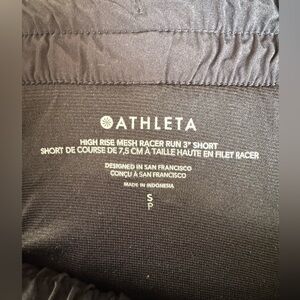 ATHLETA
HIGH RISE MESH RACER RUN 3" SHORT
SHORT DE COURSE DE 7,5 CM À TAILLE HAUTE EN FILET RACER
DESIGNED IN SAN FRANCISCO
CONÇU À SAN FRANCISCO
MADE IN INDONESIA
S
P